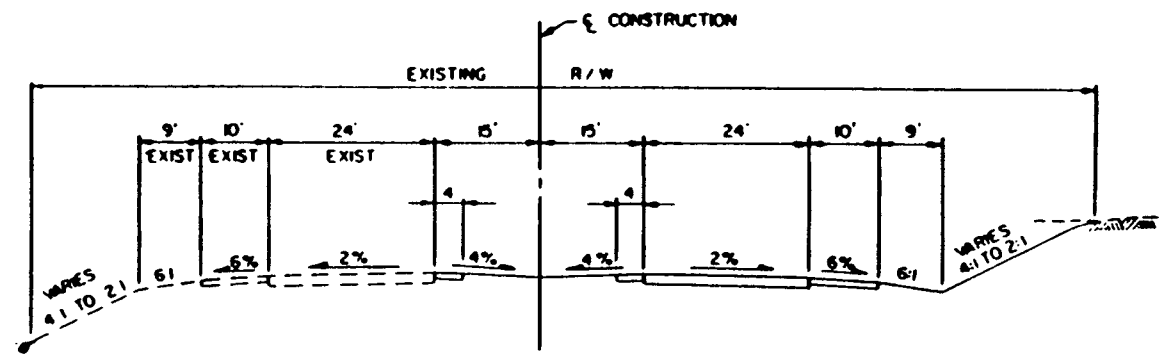 ℄ CONSTRUCTION
EXISTING R/W
9' 10' 24' 15' 15' 24' 10' 9'
EXIST EXIST EXIST
4 4
VARIES 4:1 TO 2:1
6:1 6% 2% 4% 4% 2% 6% 6:1
VARIES 4:1 TO 2:1